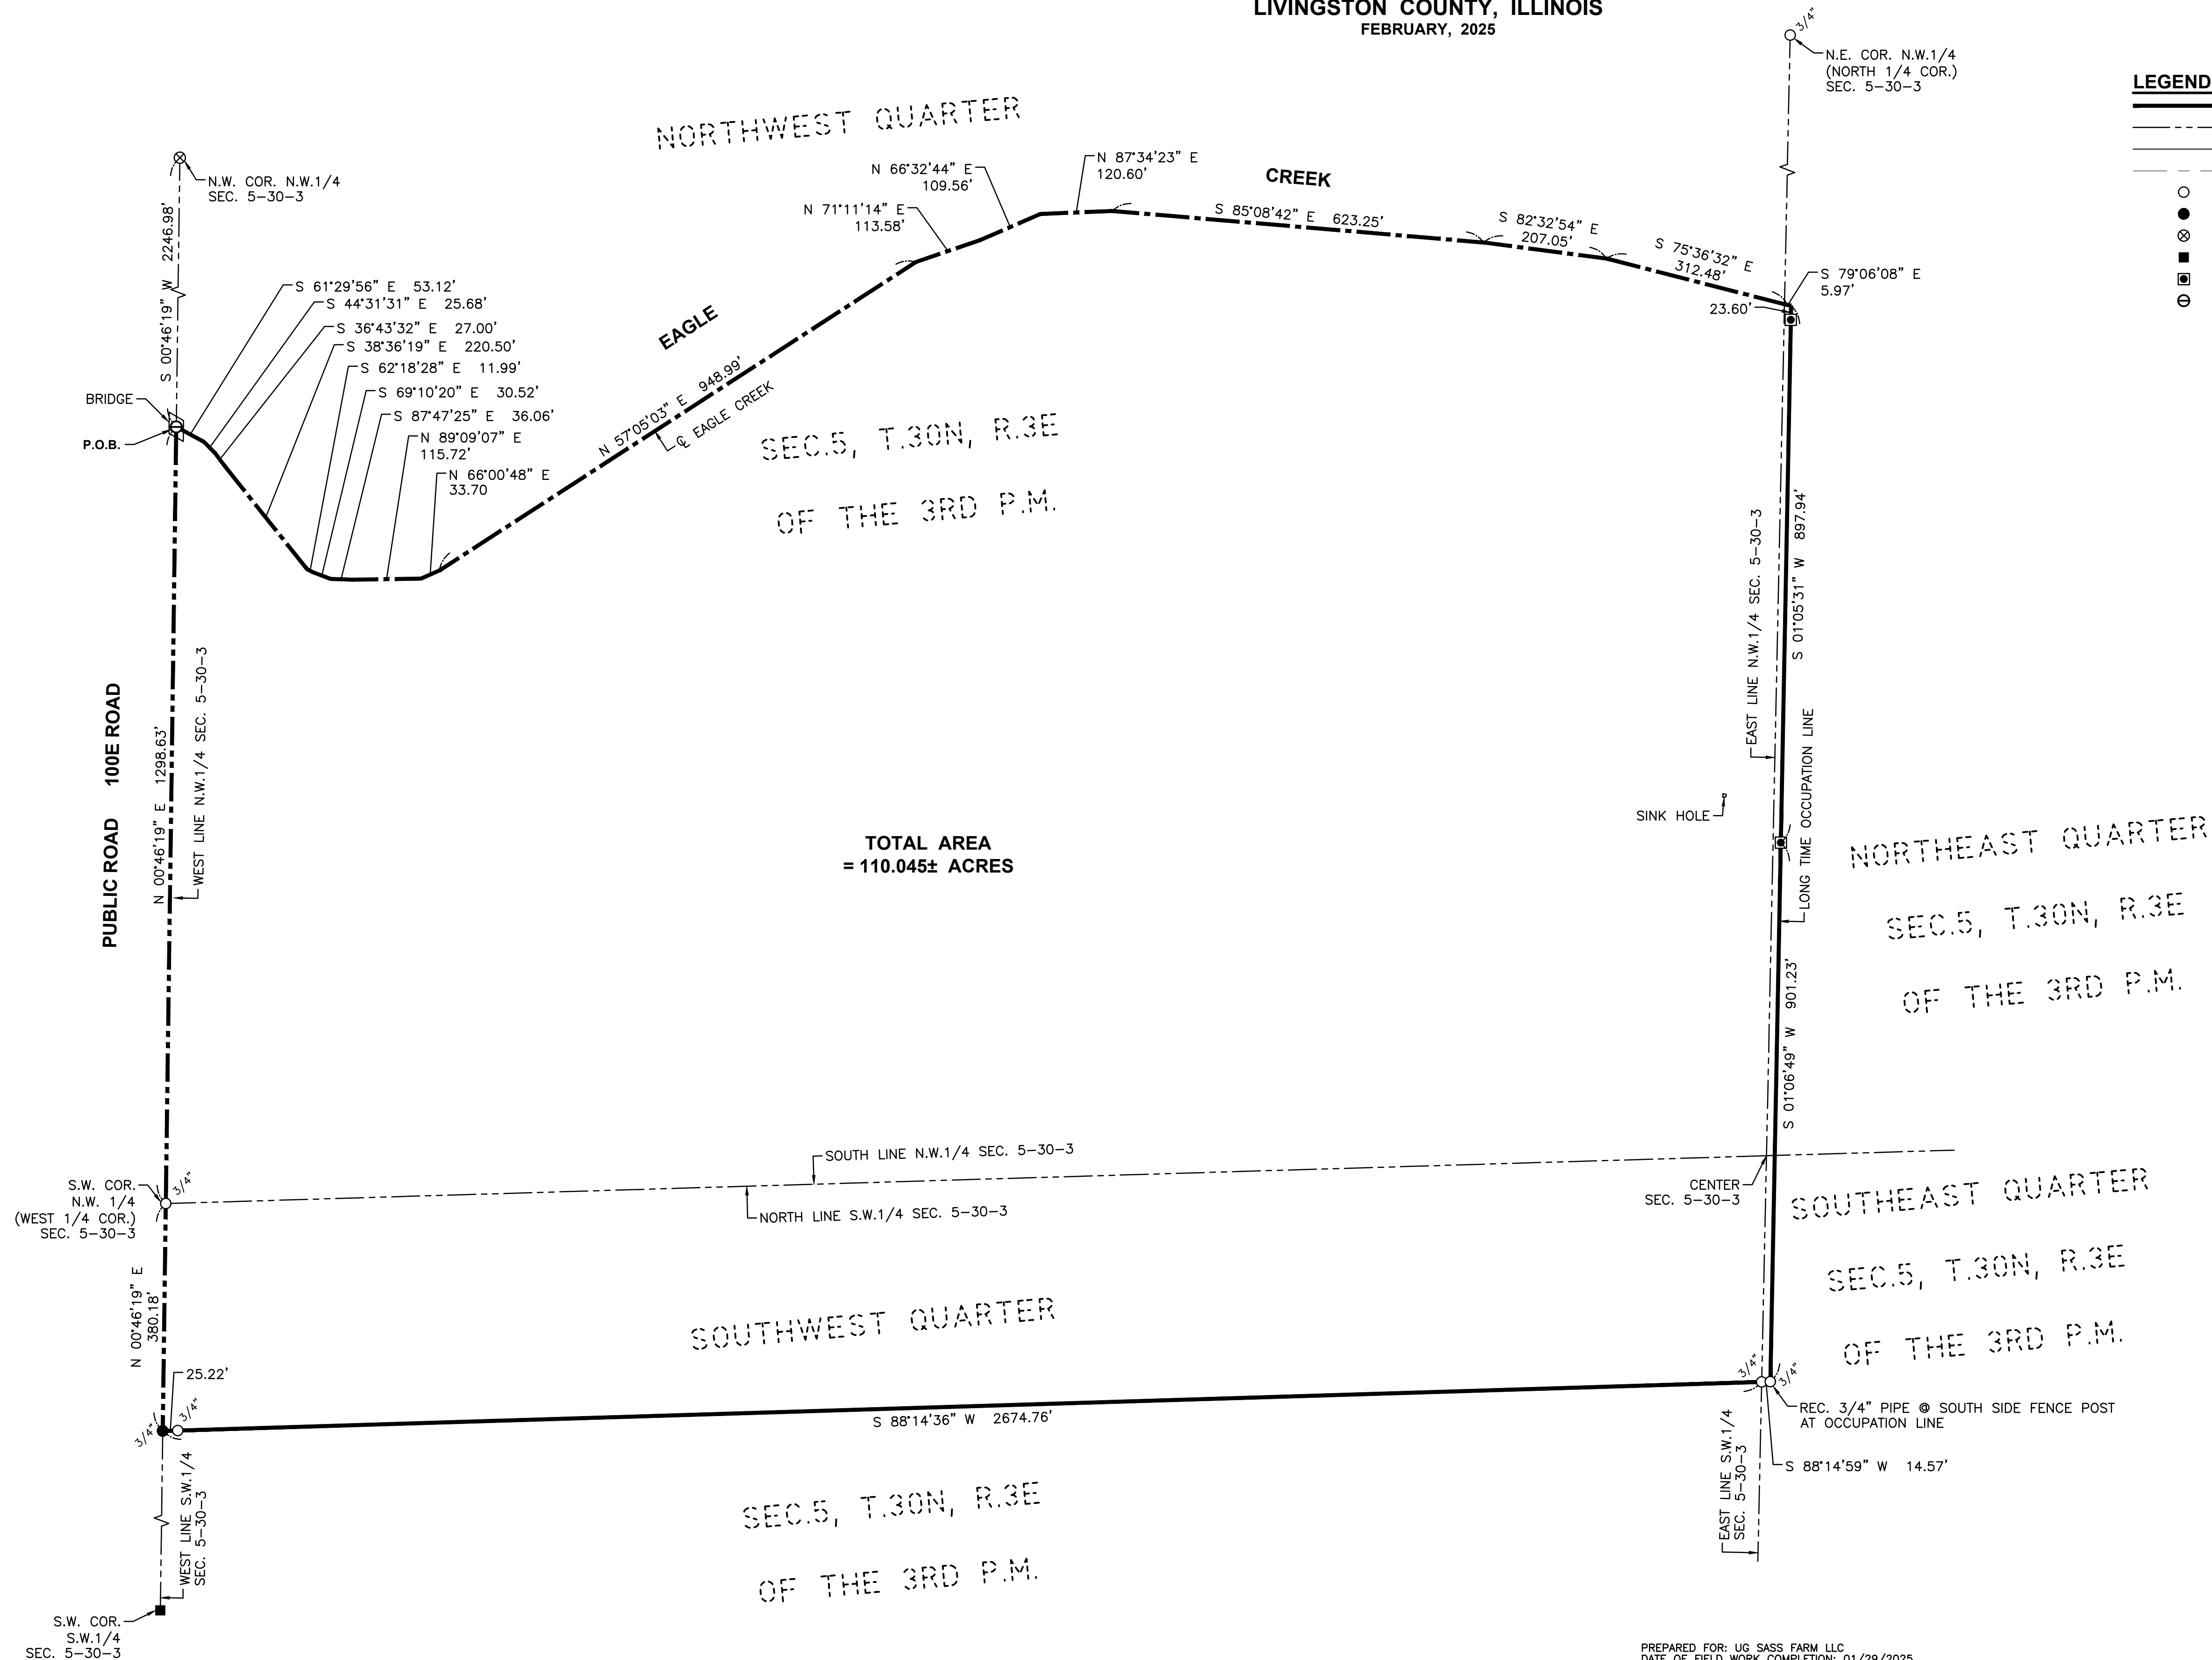 LIVINGSTON COUNTY, ILLINOIS
FEBRUARY, 2025
3/4"
N.E. COR. N.W.1/4
(NORTH 1/4 COR.)
SEC. 5-30-3
LEGEND
NORTHWEST QUARTER
N.W. COR. N.W.1/4
SEC. 5-30-3
S 00°46'19" W 2246.98'
N 66°32'44" E
109.56'
N 87°34'23" E
120.60'
N 71°11'14" E
113.58'
CREEK
S 85°08'42" E 623.25'
S 82°32'54" E
207.05'
S 75°36'32" E
312.48'
S 79°06'08" E
5.97'
23.60'
S 61°29'56" E 53.12'
S 44°31'31" E 25.68'
S 36°43'32" E 27.00'
S 38°36'19" E 220.50'
S 62°18'28" E 11.99'
S 69°10'20" E 30.52'
S 87°47'25" E 36.06'
N 89°09'07" E
115.72'
N 66°00'48" E
33.70
BRIDGE
P.O.B.
EAGLE
N 57°05'03" E 948.99'
℄ EAGLE CREEK
SEC.5, T.30N, R.3E
OF THE 3RD P.M.
EAST LINE N.W.1/4 SEC. 5-30-3
S 01°05'31" W 897.94'
PUBLIC ROAD 100E ROAD
N 00°46'19" E 1298.63'
WEST LINE N.W.1/4 SEC. 5-30-3
TOTAL AREA
= 110.045± ACRES
SINK HOLE
LONG TIME OCCUPATION LINE
NORTHEAST QUARTER
SEC.5, T.30N, R.3E
OF THE 3RD P.M.
S 01°06'49" W 901.23'
SOUTH LINE N.W.1/4 SEC. 5-30-3
NORTH LINE S.W.1/4 SEC. 5-30-3
S.W. COR.
N.W. 1/4
(WEST 1/4 COR.)
SEC. 5-30-3
3/4"
CENTER
SEC. 5-30-3
SOUTHEAST QUARTER
SEC.5, T.30N, R.3E
OF THE 3RD P.M.
N 00°46'19" E
380.18'
SOUTHWEST QUARTER
25.22'
3/4"
3/4"
S 88°14'36" W 2674.76'
3/4"
3/4"
REC. 3/4" PIPE @ SOUTH SIDE FENCE POST
AT OCCUPATION LINE
S 88°14'59" W 14.57'
WEST LINE S.W.1/4
SEC. 5-30-3
EAST LINE S.W.1/4
SEC. 5-30-3
SEC.5, T.30N, R.3E
OF THE 3RD P.M.
S.W. COR.
S.W.1/4
SEC. 5-30-3
PREPARED FOR: UG SASS FARM LLC
DATE OF FIELD WORK COMPLETION: 01/29/2025